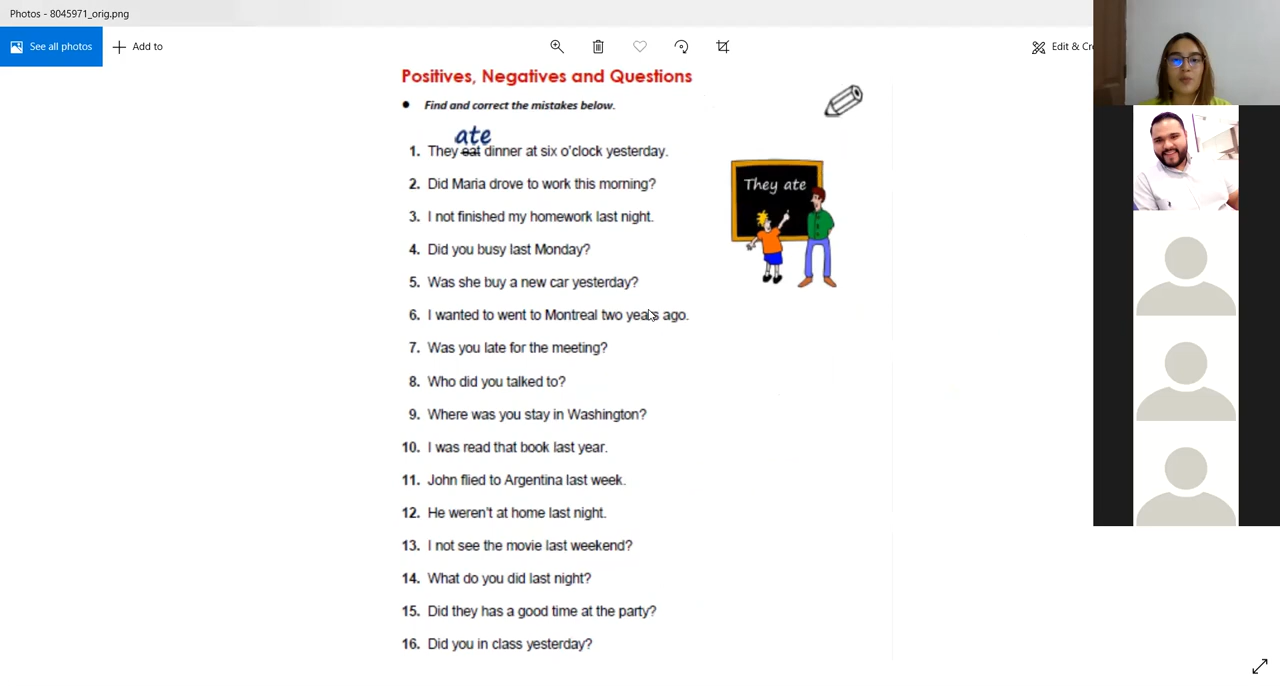 Photos - 8045971_orig.png
See all photos
Add to
Edit & Cr
Positives, Negatives and Questions
Find and correct the mistakes below.
ate
1. They eat dinner at six o'clock yesterday.
They ate
2. Did Maria drove to work this morning?
3. I not finished my homework last night.
4. Did you busy last Monday?
5. Was she buy a new car yesterday?
6. I wanted to went to Montreal two years ago.
7. Was you late for the meeting?
8. Who did you talked to?
9. Where was you stay in Washington?
10. I was read that book last year.
11. John flied to Argentina last week.
12. He weren't at home last night.
13. I not see the movie last weekend?
14. What do you did last night?
15. Did they has a good time at the party?
16. Did you in class yesterday?